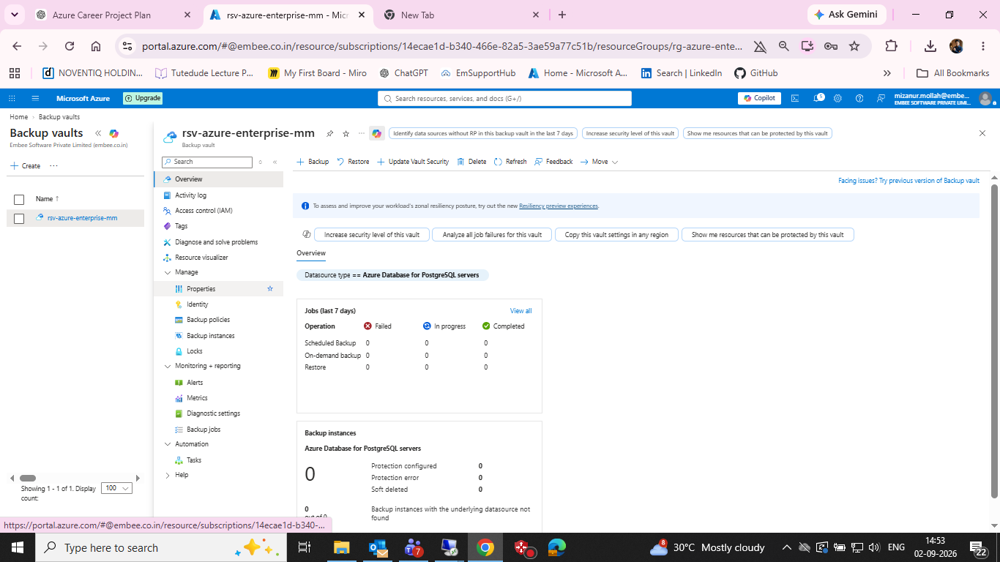 Azure Career Project Plan
rsv-azure-enterprise-mm - Micr
New Tab
Ask Gemini
portal.azure.com/#@embee.co.in/resource/subscriptions/14ecae1d-b340-466e-82a5-3ae59a77c51b/resourceGroups/rg-azure-ente...
NOVENTIQ HOLDIN...
Tutedude Lecture P...
My First Board - Miro
ChatGPT
EmSupportHub
Home - Microsoft A...
Search | LinkedIn
GitHub
All Bookmarks
Microsoft Azure
Upgrade
Search resources, services, and docs (G+/)
Copilot
5
mizanur.mollah@embe...
EMBEE SOFTWARE PRIVATE LIMI...
Home > Backup vaults
Backup vaults
Embee Software Private Limited (embee.co.in)
+ Create ...
Name ↑
rsv-azure-enterprise-mm
Showing 1 - 1 of 1. Display
count:
100
rsv-azure-enterprise-mm
Backup vault
Identify data sources without RP in this backup vault in the last 7 days
Increase security level of this vault
Show me resources that can be protected by this vault
Search
Overview
Activity log
Access control (IAM)
Tags
Diagnose and solve problems
Resource visualizer
Manage
Properties
Identity
Backup policies
Backup instances
Locks
Monitoring + reporting
Alerts
Metrics
Diagnostic settings
Backup jobs
Automation
Tasks
Help
+ Backup
Restore
+ Update Vault Security
Delete
Refresh
Feedback
Move
Facing issues? Try previous version of Backup vault
To assess and improve your workload's zonal resiliency posture, try out the new Resiliency preview experiences.
Increase security level of this vault
Analyze all job failures for this vault
Copy this vault settings in any region
Show me resources that can be protected by this vault
Overview
Datasource type == Azure Database for PostgreSQL servers
Jobs (last 7 days) View all
Operation Failed In progress Completed
Scheduled Backup 0 0 0
On-demand backup 0 0 0
Restore 0 0 0
Backup instances
Azure Database for PostgreSQL servers
0
Protection configured 0
Protection error 0
Soft deleted 0
0
out of 0
Backup instances with the underlying datasource not
found
https://portal.azure.com/#@embee.co.in/resource/subscriptions/14ecae1d-b340-...
Type here to search
7
8
30°C Mostly cloudy
ENG
14:53
02-09-2026
22